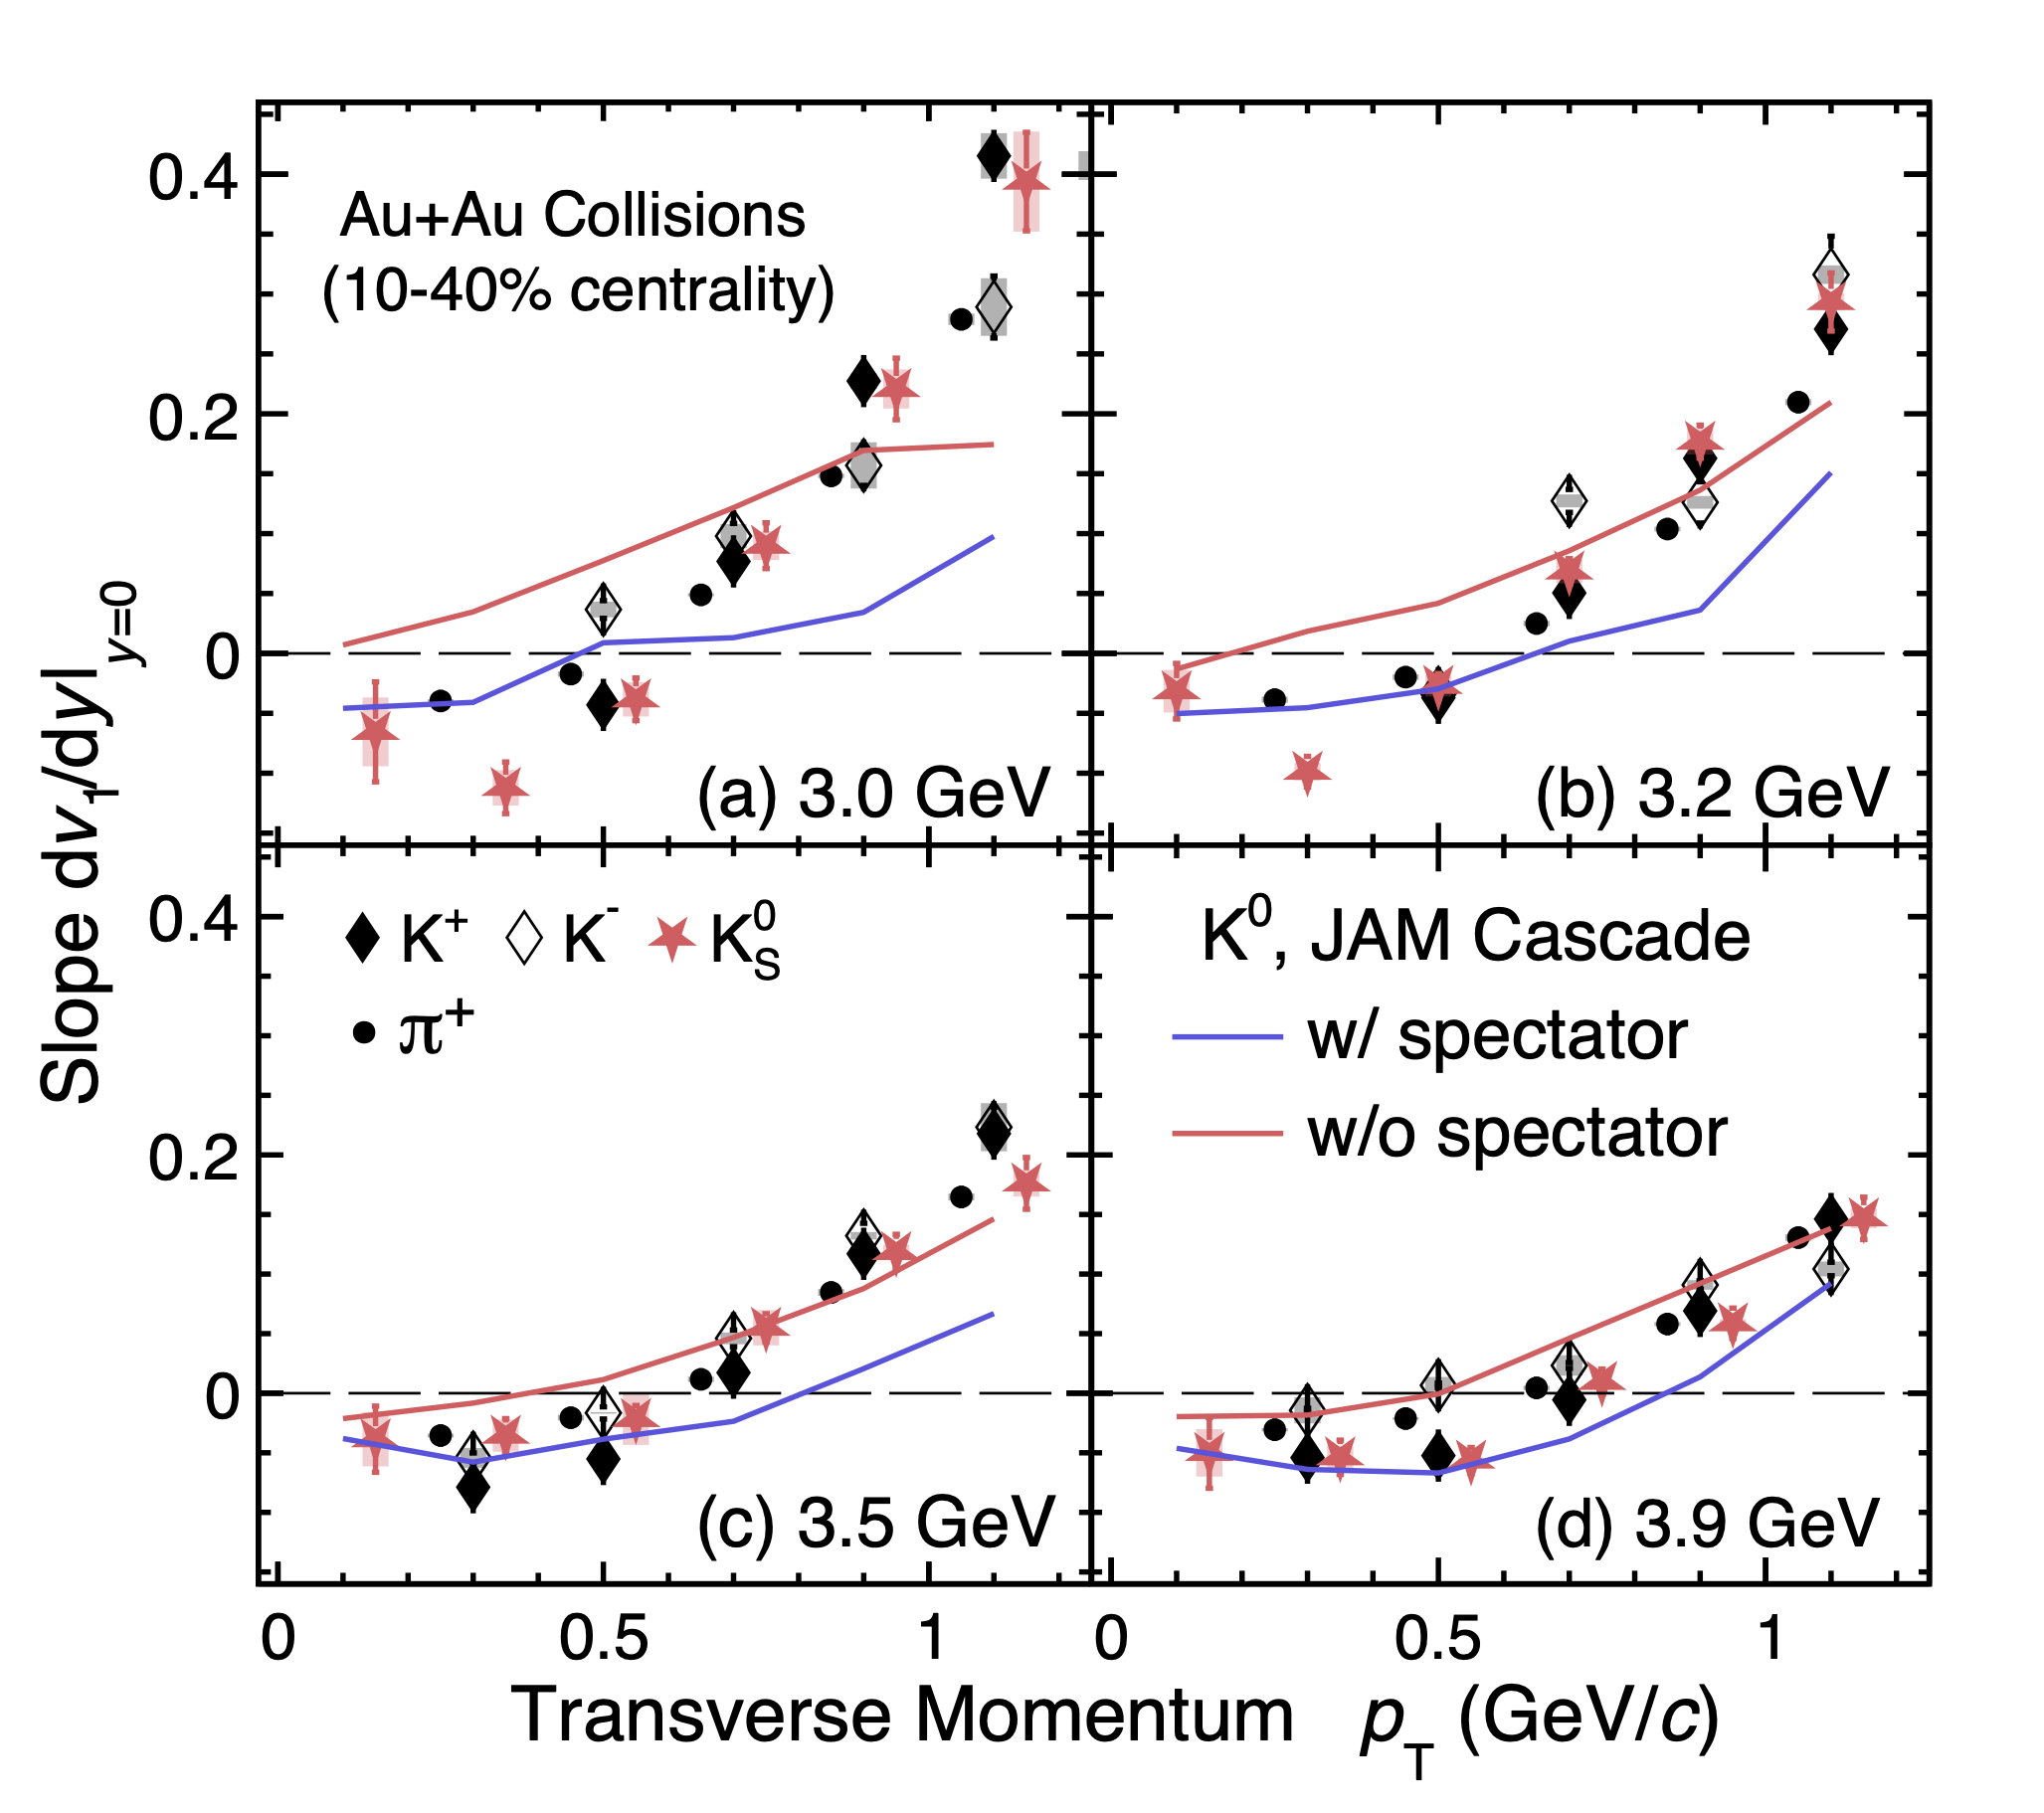 Slope dv₁/dy|y=0
0.4
0.2
0
0.4
0.2
0
Au+Au Collisions
(10-40% centrality)
(a) 3.0 GeV
(b) 3.2 GeV
K⁺ K⁻ K⁰S
π⁺
(c) 3.5 GeV
K⁰, JAM Cascade
w/ spectator
w/o spectator
(d) 3.9 GeV
0 0.5 1 0 0.5 1
Transverse Momentum pT (GeV/c)